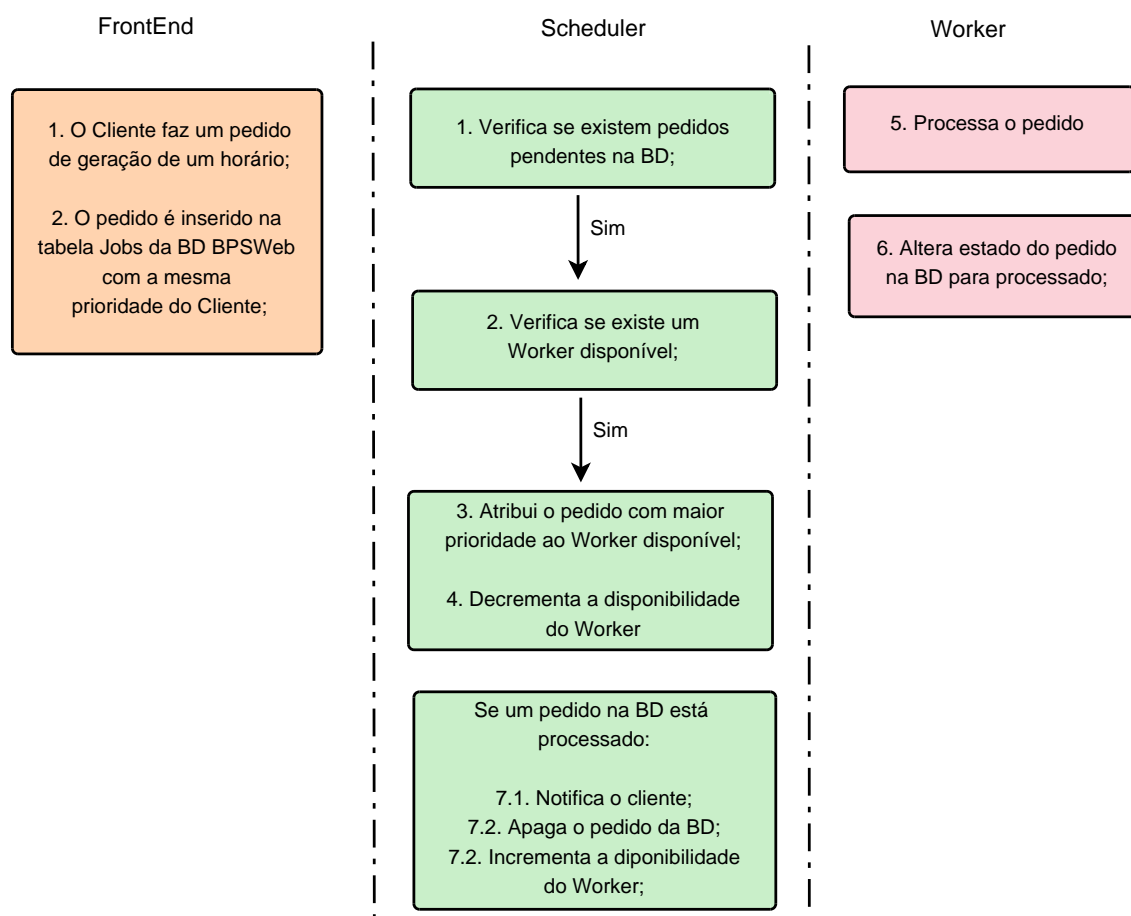 FrontEnd
1. O Cliente faz um pedido
de geração de um horário;
2. O pedido é inserido na
tabela Jobs da BD BPSWeb
com a mesma
prioridade do Cliente;
Scheduler
1. Verifica se existem pedidos
pendentes na BD;
Sim
2. Verifica se existe um
Worker disponível;
Sim
3. Atribui o pedido com maior
prioridade ao Worker disponível;
4. Decrementa a disponibilidade
do Worker
Se um pedido na BD está
processado:
7.1. Notifica o cliente;
7.2. Apaga o pedido da BD;
7.2. Incrementa a diponibilidade
do Worker;
Worker
5. Processa o pedido
6. Altera estado do pedido
na BD para processado;